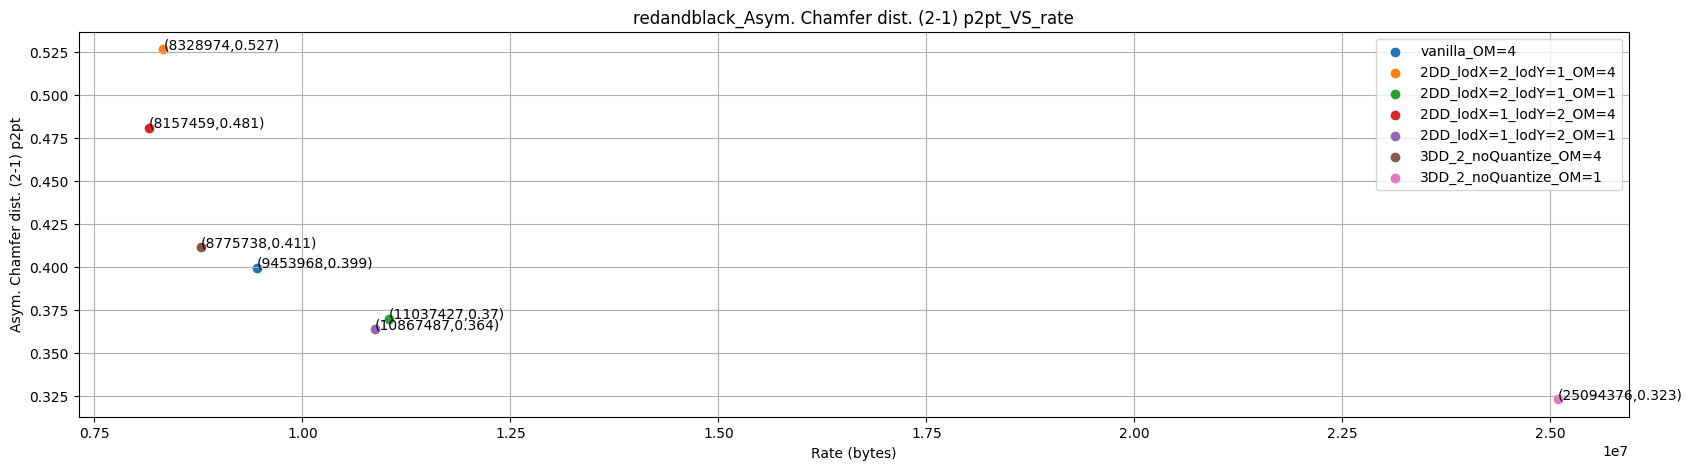 redandblack_Asym. Chamfer dist. (2-1) p2pt_VS_rate
Asym. Chamfer dist. (2-1) p2pt
0.525
0.500
0.475
0.450
0.425
0.400
0.375
0.350
0.325
(8328974,0.527)
(8157459,0.481)
(8775738,0.411)
(9453968,0.399)
(11037427,0.37)
(10867487,0.364)
(25094376,0.323)
vanilla_OM=4
2DD_lodX=2_lodY=1_OM=4
2DD_lodX=2_lodY=1_OM=1
2DD_lodX=1_lodY=2_OM=4
2DD_lodX=1_lodY=2_OM=1
3DD_2_noQuantize_OM=4
3DD_2_noQuantize_OM=1
0.75 1.00 1.25 1.50 1.75 2.00 2.25 2.50
1e7
Rate (bytes)